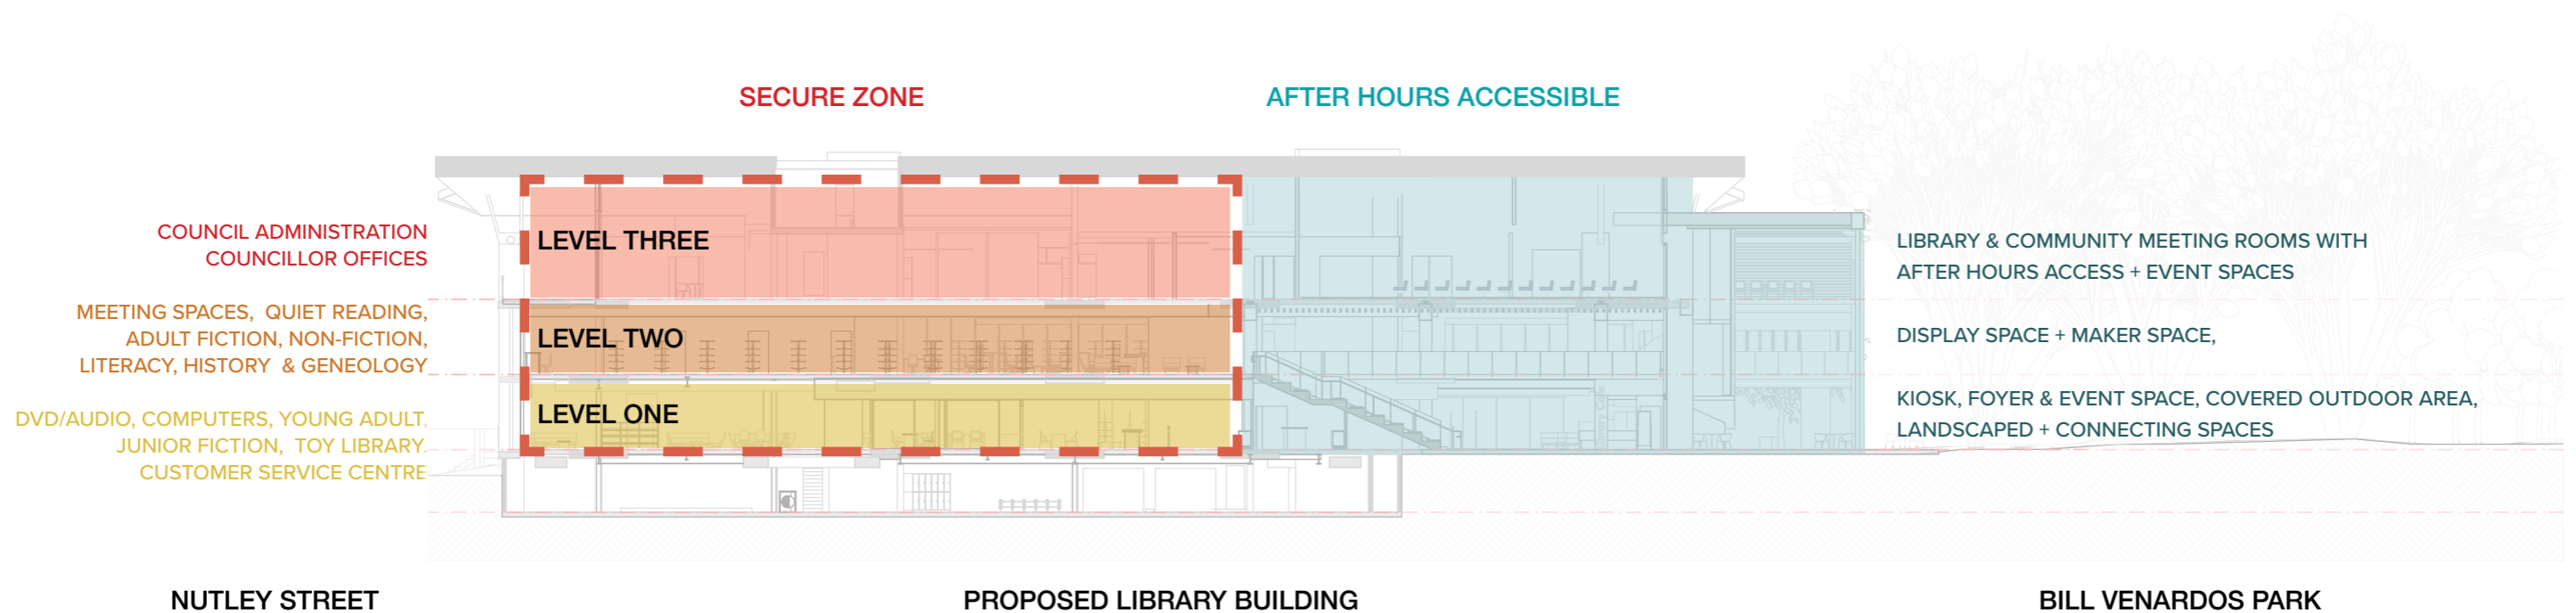 SECURE ZONE
AFTER HOURS ACCESSIBLE
COUNCIL ADMINISTRATION
COUNCILLOR OFFICES
MEETING SPACES, QUIET READING,
ADULT FICTION, NON-FICTION,
LITERACY, HISTORY & GENEOLOGY
DVD/AUDIO, COMPUTERS, YOUNG ADULT,
JUNIOR FICTION, TOY LIBRARY.
CUSTOMER SERVICE CENTRE
LEVEL THREE
LEVEL TWO
LEVEL ONE
LIBRARY & COMMUNITY MEETING ROOMS WITH
AFTER HOURS ACCESS + EVENT SPACES
DISPLAY SPACE + MAKER SPACE,
KIOSK, FOYER & EVENT SPACE, COVERED OUTDOOR AREA,
LANDSCAPED + CONNECTING SPACES
NUTLEY STREET
PROPOSED LIBRARY BUILDING
BILL VENARDOS PARK